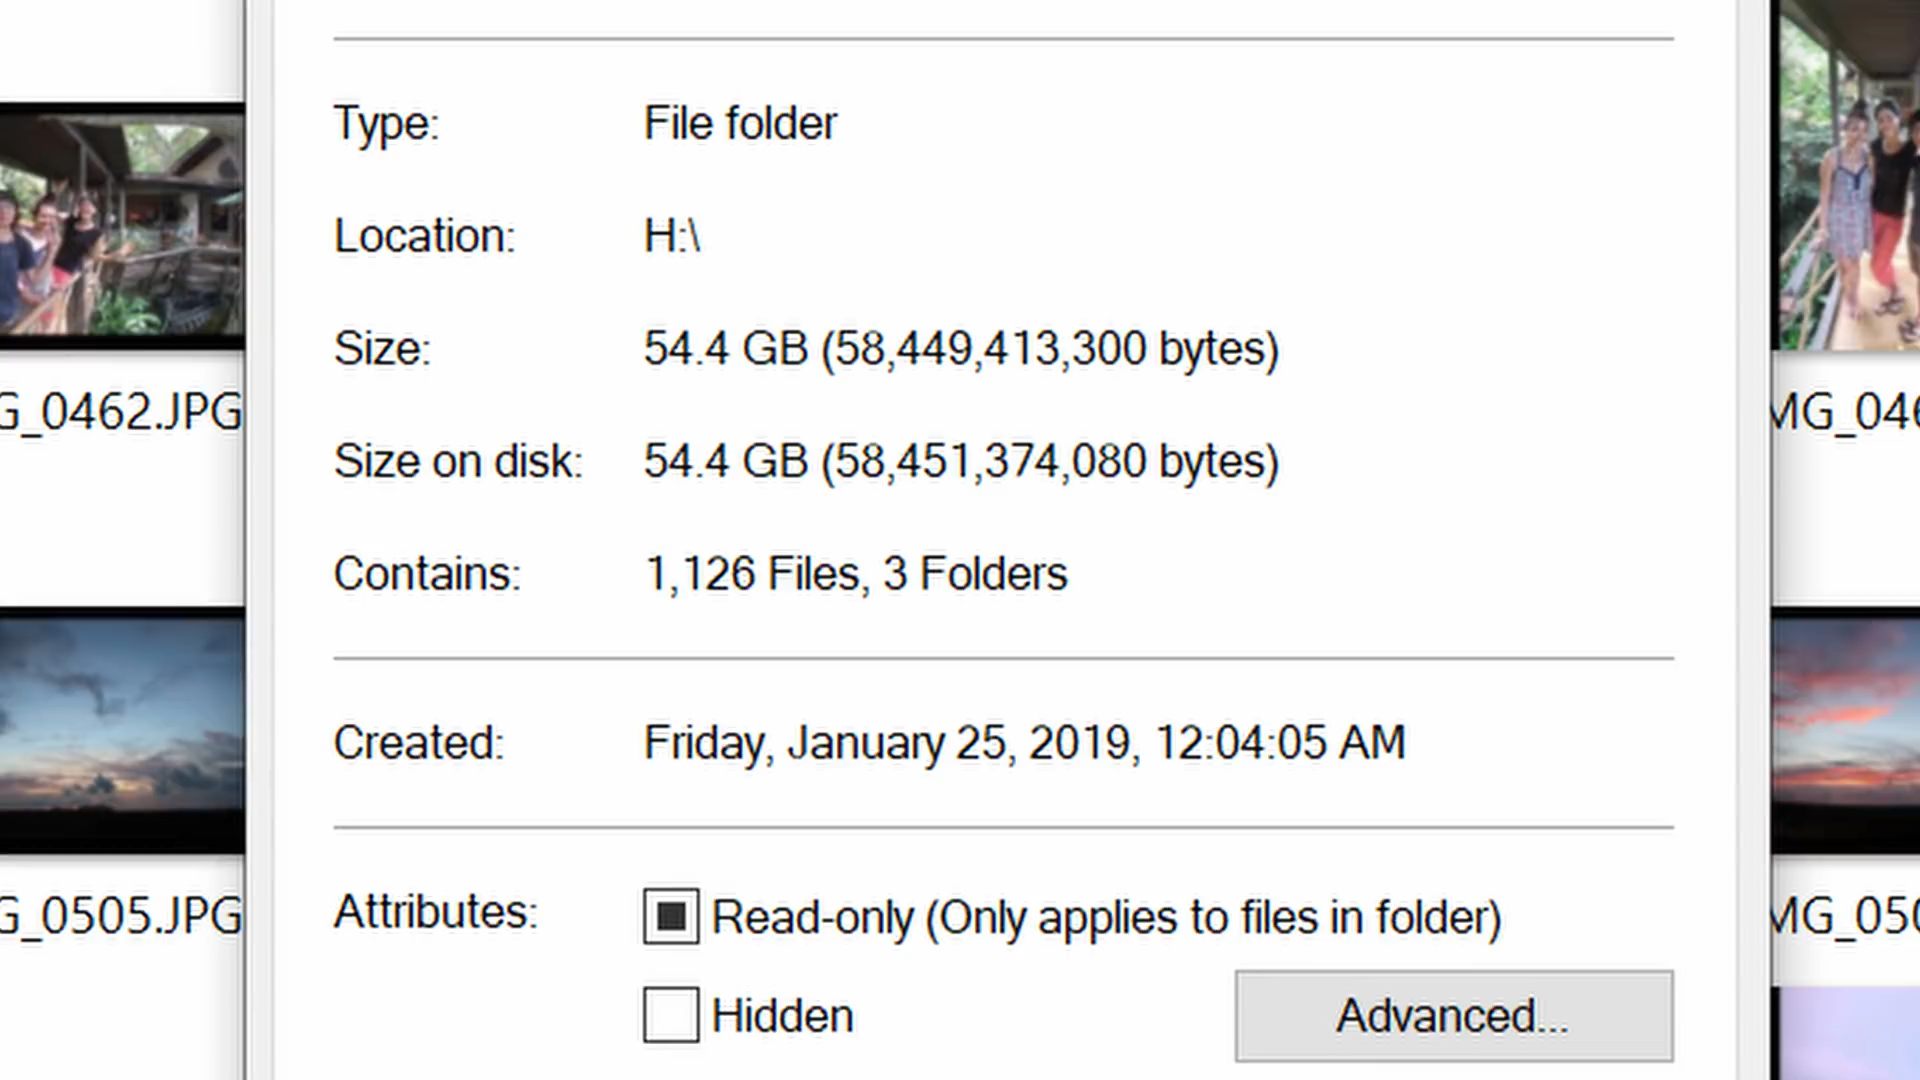 Type: File folder
Location: H:\
Size: 54.4 GB (58,449,413,300 bytes)
G_0462.JPG
MG_046
Size on disk: 54.4 GB (58,451,374,080 bytes)
Contains: 1,126 Files, 3 Folders
Created: Friday, January 25, 2019, 12:04:05 AM
Attributes: Read-only (Only applies to files in folder)
G_0505.JPG
MG_050
Hidden Advanced...